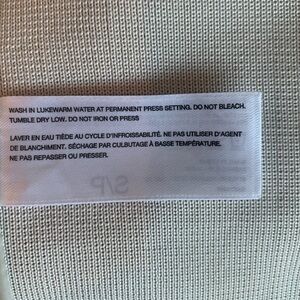 WASH IN LUKEWARM WATER AT PERMANENT PRESS SETTING. DO NOT BLEACH.
TUMBLE DRY LOW. DO NOT IRON OR PRESS
LAVER EN EAU TIÈDE AU CYCLE D'INFROISSABILITÉ. NE PAS UTILISER D'AGENT
DE BLANCHIMENT. SÉCHAGE PAR CULBUTAGE À BASSE TEMPÉRATURE.
NE PAS REPASSER OU PRESSER.
S/P